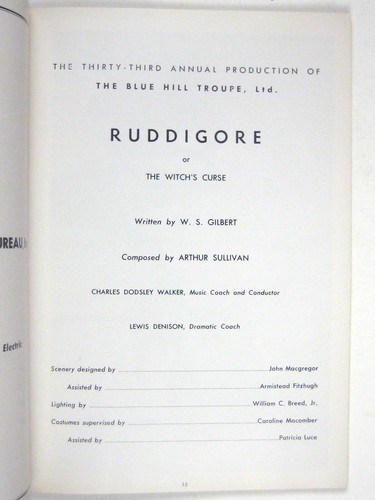 THE THIRTY-THIRD ANNUAL PRODUCTION OF
THE BLUE HILL TROUPE, Ltd.
RUDDIGORE
or
THE WITCH'S CURSE
Written by W. S. GILBERT
Composed by ARTHUR SULLIVAN
CHARLES DODSLEY WALKER, Music Coach and Conductor
LEWIS DENISON, Dramatic Coach
Scenery designed by John Macgregor
Assisted by Armistead Fitzhugh
Lighting by William C. Breed, Jr.
Costumes supervised by Caroline Macomber
Assisted by Patricia Luce
UREAU,
Electric